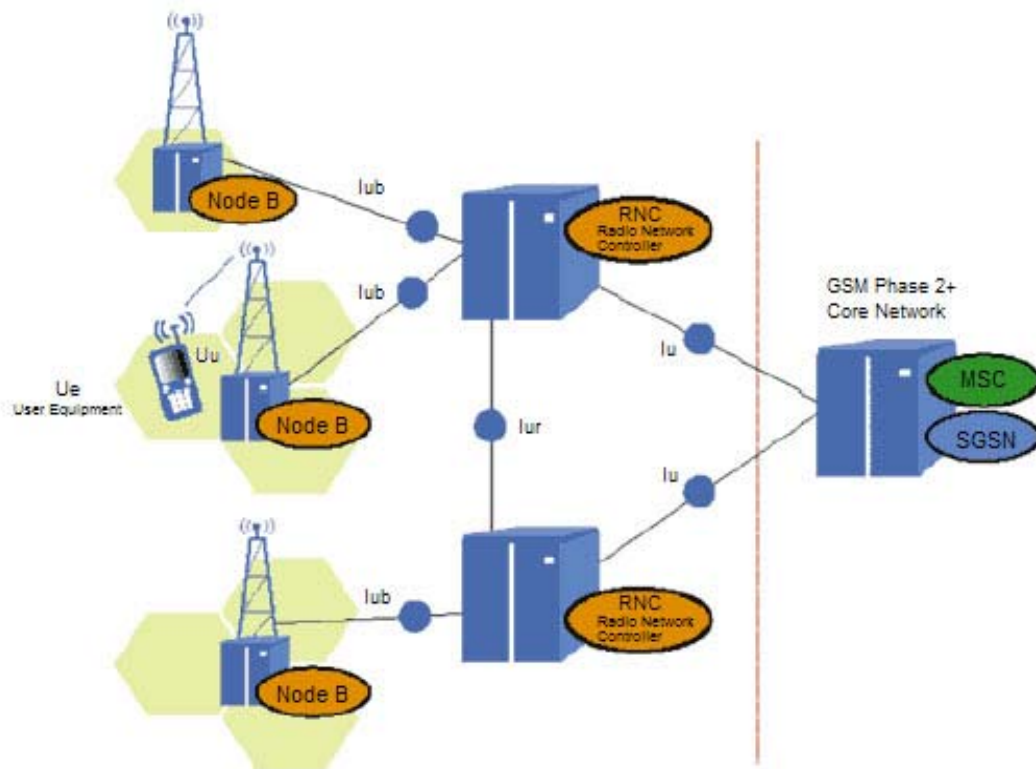 Node B
Iub
RNC
Radio Network
Controller
Iub
GSM Phase 2+
Core Network
Uu
Iu
Ue
User Equipment
MSC
Node B
Iur
SGSN
Iu
Iub
RNC
Radio Network
Controller
Node B